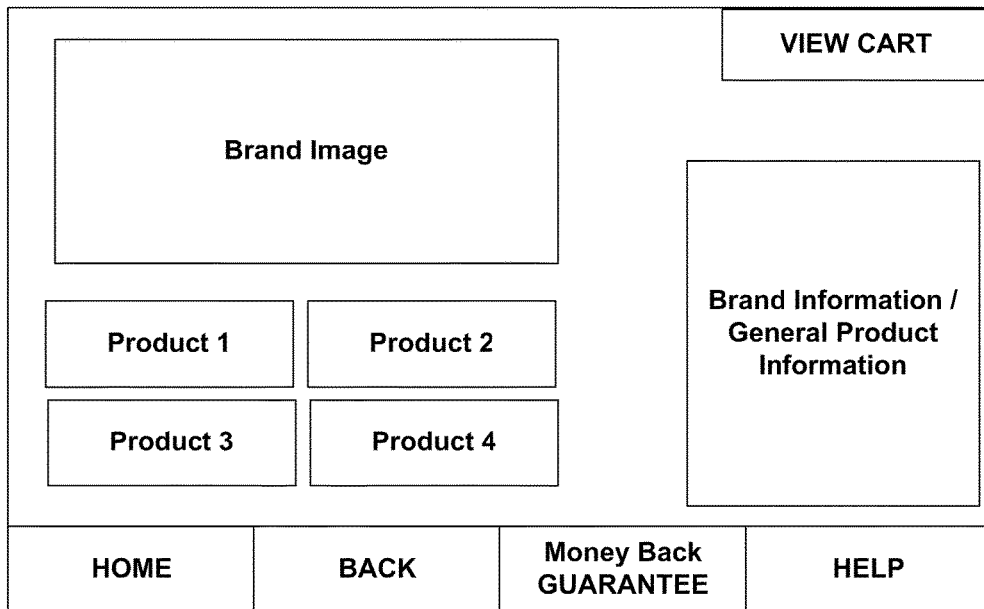 VIEW CART
Brand Image
Brand Information /
General Product
Information
Product 1
Product 2
Product 3
Product 4
HOME
BACK
Money Back
GUARANTEE
HELP